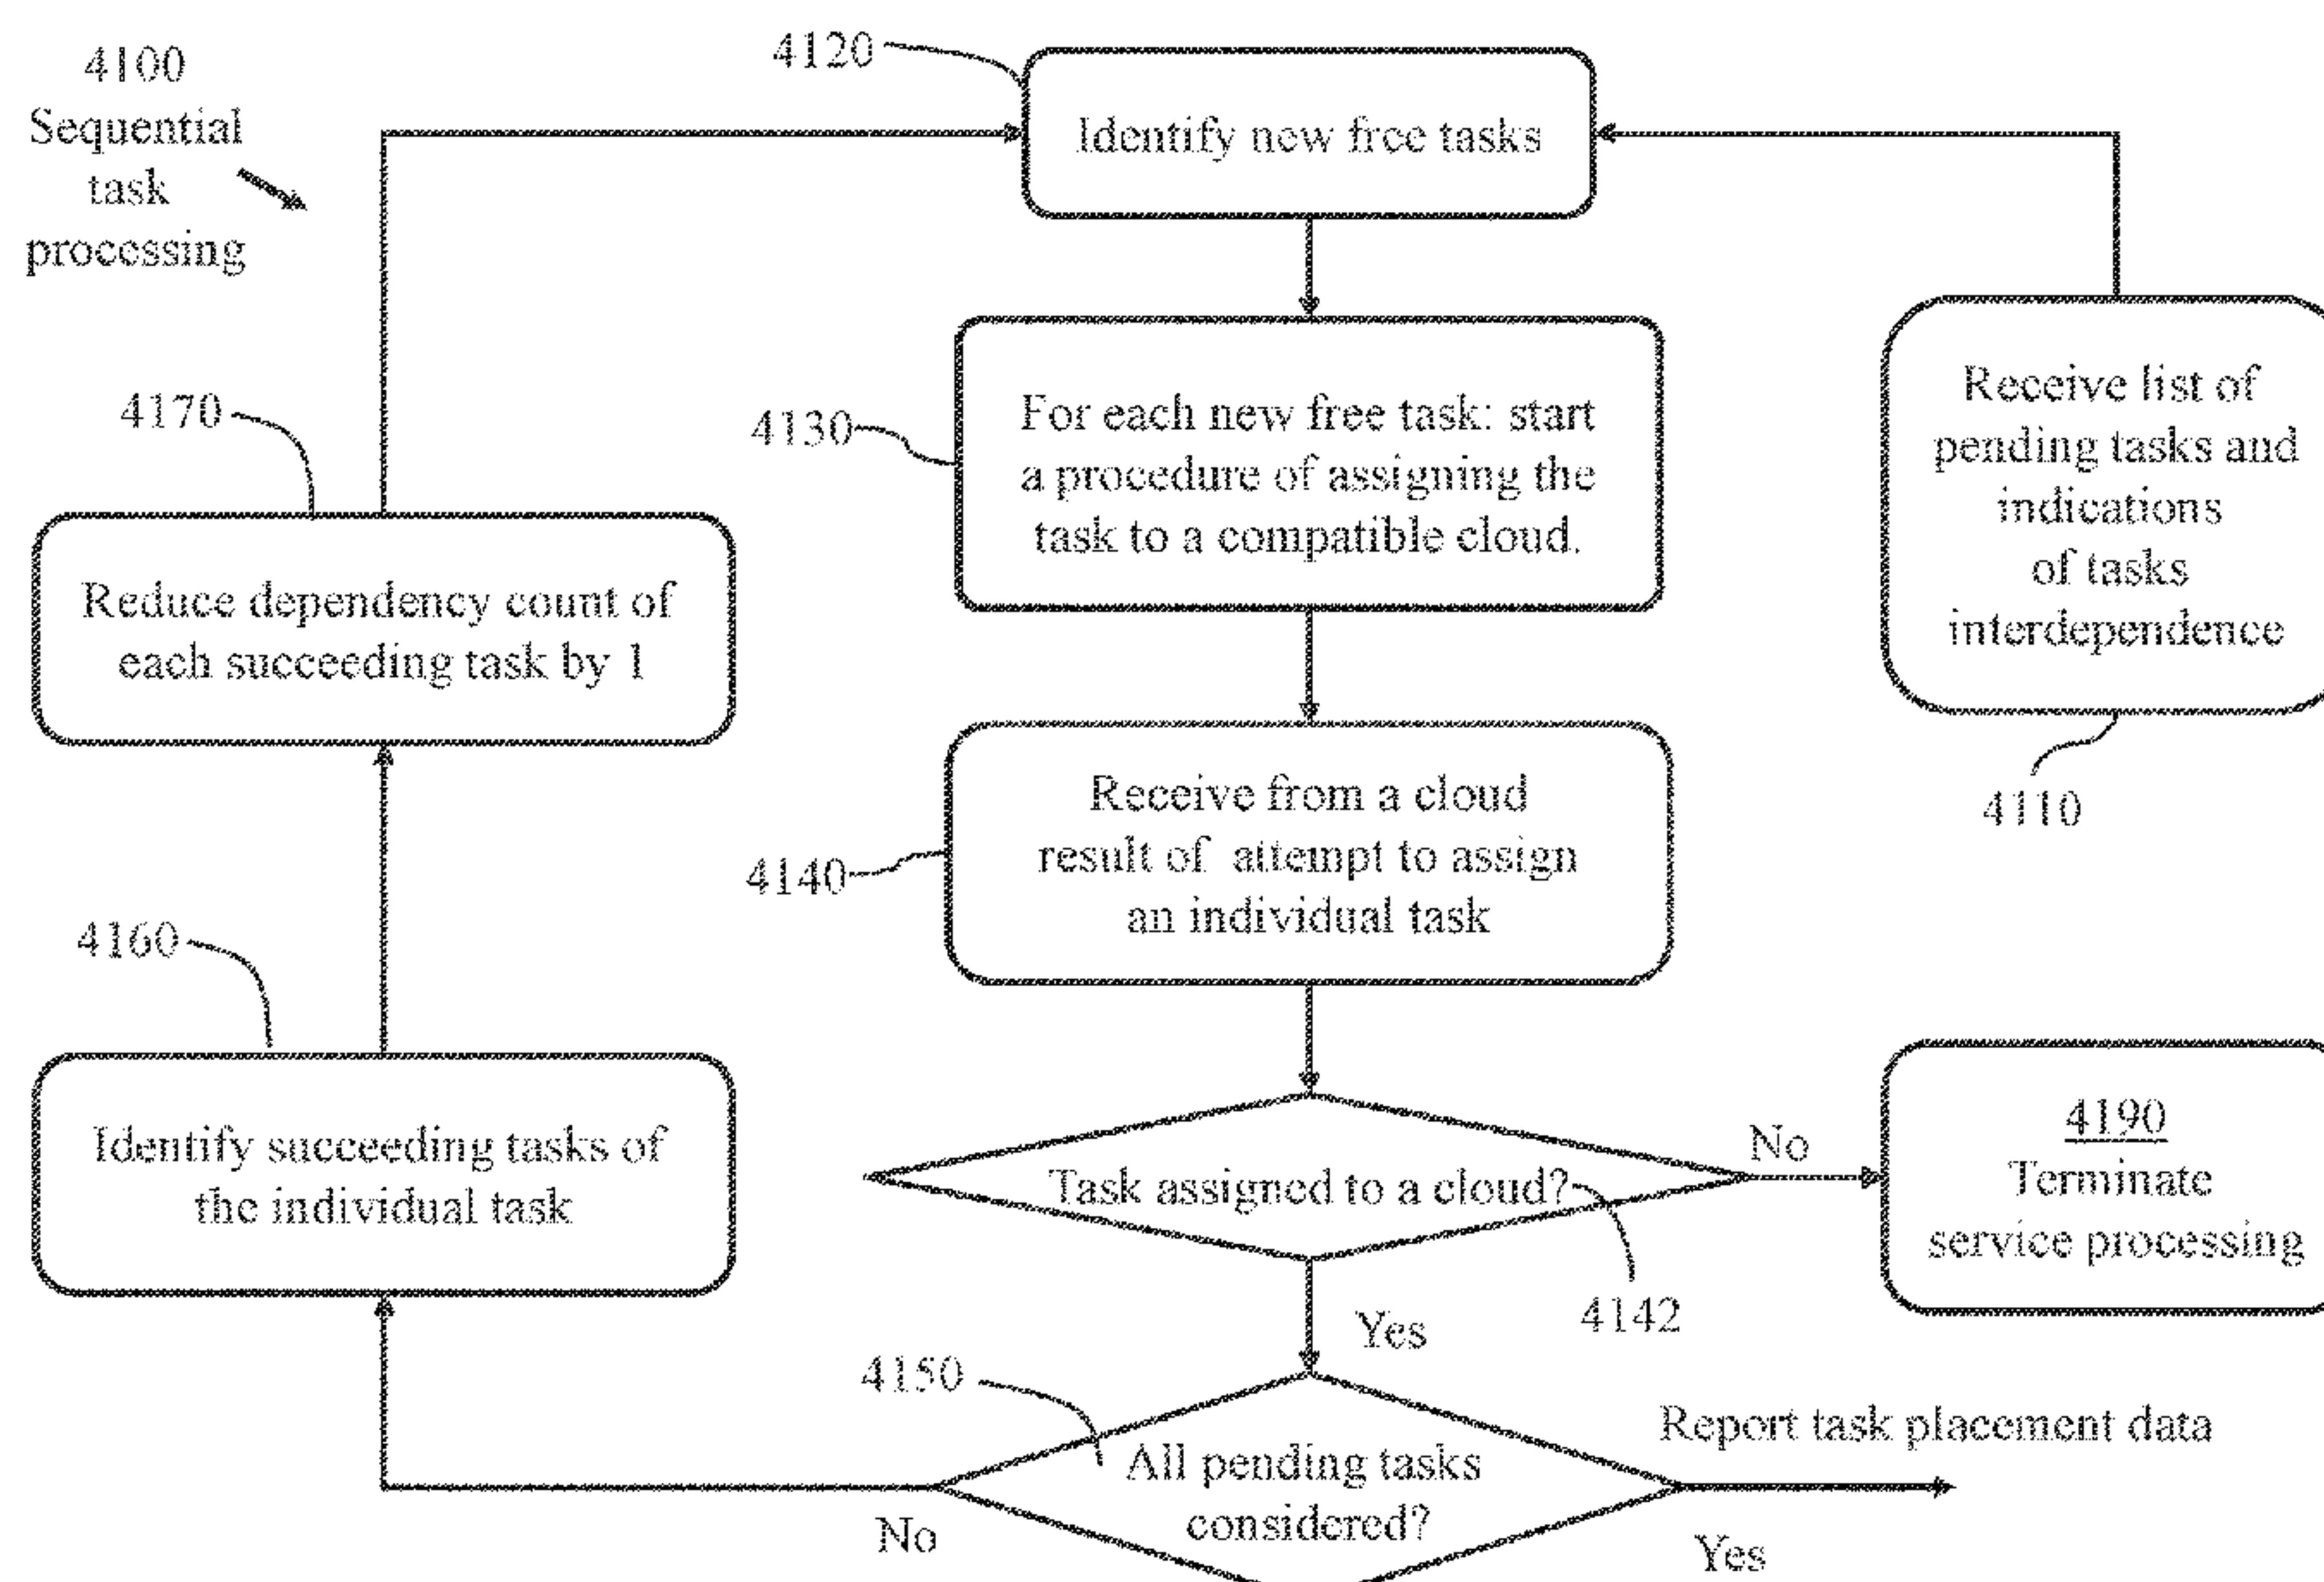 4100
Sequential
task
processing
4120
Identify new free tasks
4130
For each new free task: start
a procedure of assigning the
task to a compatible cloud.
Receive list of
pending tasks and
indications
of tasks
interdependence
4110
4170
Reduce dependency count of
each succeeding task by 1
4140
Receive from a cloud
result of attempt to assign
an individual task
4160
Identify succeeding tasks of
the individual task
Task assigned to a cloud?
No
4142
4190
Terminate
service processing
Yes
4150
All pending tasks
considered?
No
Report task placement data
Yes